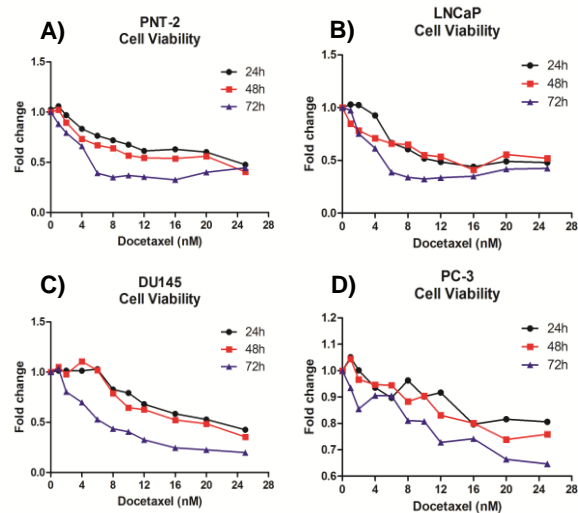 A)
PNT-2
Cell Viability
24h
48h
72h
Fold change
1.5
1.0
0.5
0.0
0 4 8 12 16 20 24 28
Docetaxel (nM)
B)
LNCaP
Cell Viability
24h
48h
72h
Fold change
1.5
1.0
0.5
0.0
0 4 8 12 16 20 24 28
Docetaxel (nM)
C)
DU145
Cell Viability
24h
48h
72h
Fold change
1.5
1.0
0.5
0.0
0 4 8 12 16 20 24 28
Docetaxel (nM)
D)
PC-3
Cell Viability
24h
48h
72h
Fold change
1.2
1.1
1.0
0.9
0.8
0.7
0.6
0 4 8 12 16 20 24 28
Docetaxel (nM)